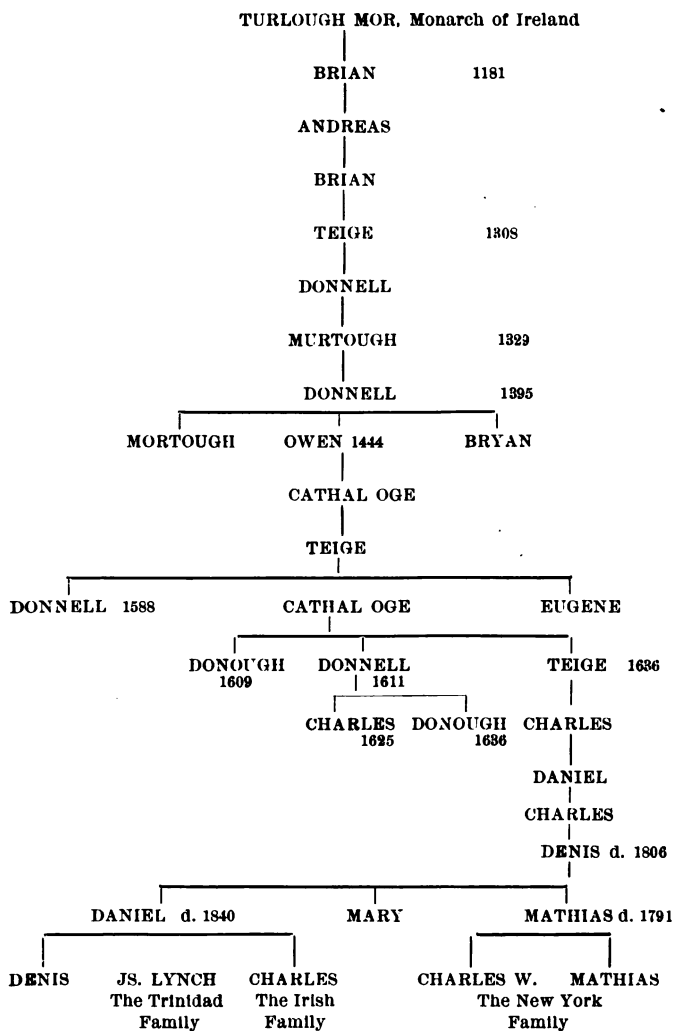 TURLOUGH MOR, Monarch of Ireland
BRIAN 1181
ANDREAS
BRIAN
TEIGE 1308
DONNELL
MURTOUGH 1329
DONNELL 1395
MORTOUGH OWEN 1444 BRYAN
CATHAL OGE
TEIGE
DONNELL 1588 CATHAL OGE EUGENE
DONOUGH DONNELL TEIGE 1636
1609 1611
CHARLES DONOUGH CHARLES
1625 1636
DANIEL
CHARLES
DENIS d. 1806
DANIEL d. 1840 MARY MATHIAS d. 1791
DENIS JS. LYNCH CHARLES CHARLES W. MATHIAS
The Trinidad The Irish The New York
Family Family Family